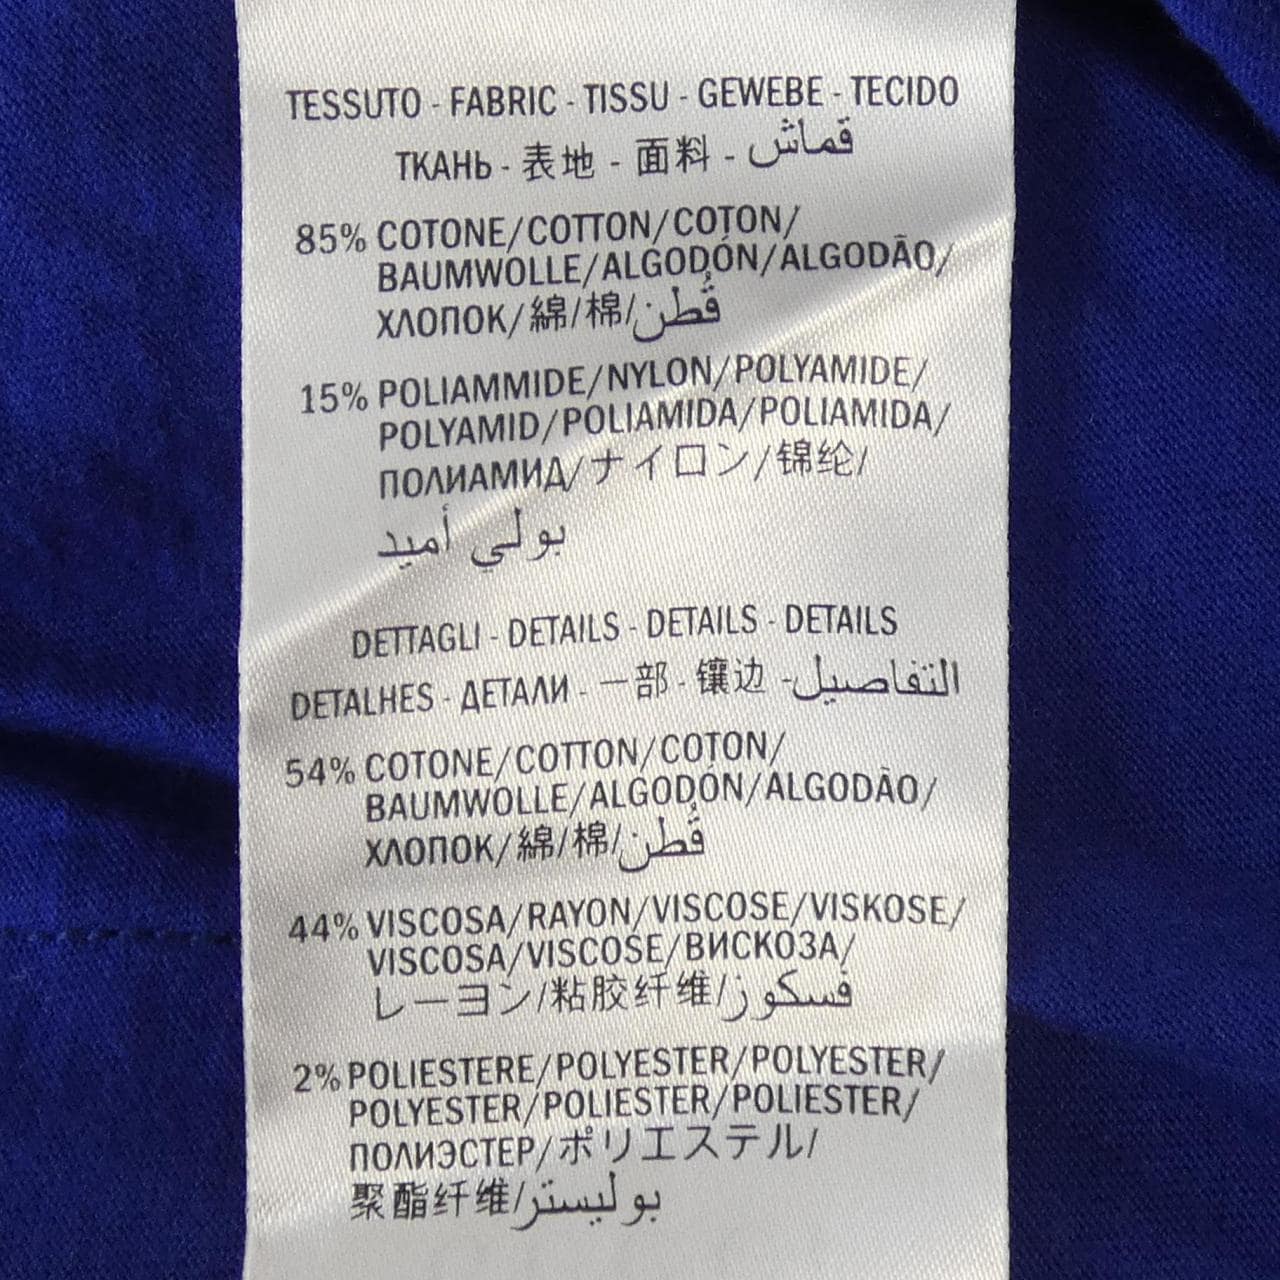 TESSUTO - FABRIC - TISSU - GEWEBE - TECIDO
ТКАНЬ - 表地 - 面料 - قماش
85% COTONE/COTTON/COTON/
BAUMWOLLE/ALGODÓN/ALGODÃO/
ХЛОПОК/綿/棉/قُطن
15% POLIAMMIDE/NYLON/POLYAMIDE/
POLYAMID/POLIAMIDA/POLIAMIDA/
ПОЛИАМИД/ナイロン/锦纶/
بولي أميد
DETTAGLI - DETAILS - DETAILS - DETAILS
DETALHES - ДЕТАЛИ - 一部 - 镶边 - التفاصيل
54% COTONE/COTTON/COTON/
BAUMWOLLE/ALGODÓN/ALGODÃO/
ХЛОПОК/綿/棉/قُطن
44% VISCOSA/RAYON/VISCOSE/VISKOSE/
VISCOSA/VISCOSE/ВИСКОЗА/
レーヨン/粘胶纤维/فسكوز
2% POLIESTERE/POLYESTER/POLYESTER/
POLYESTER/POLIESTER/POLIESTER/
ПОЛИЭСТЕР/ポリエステル/
聚酯纤维/بوليستر